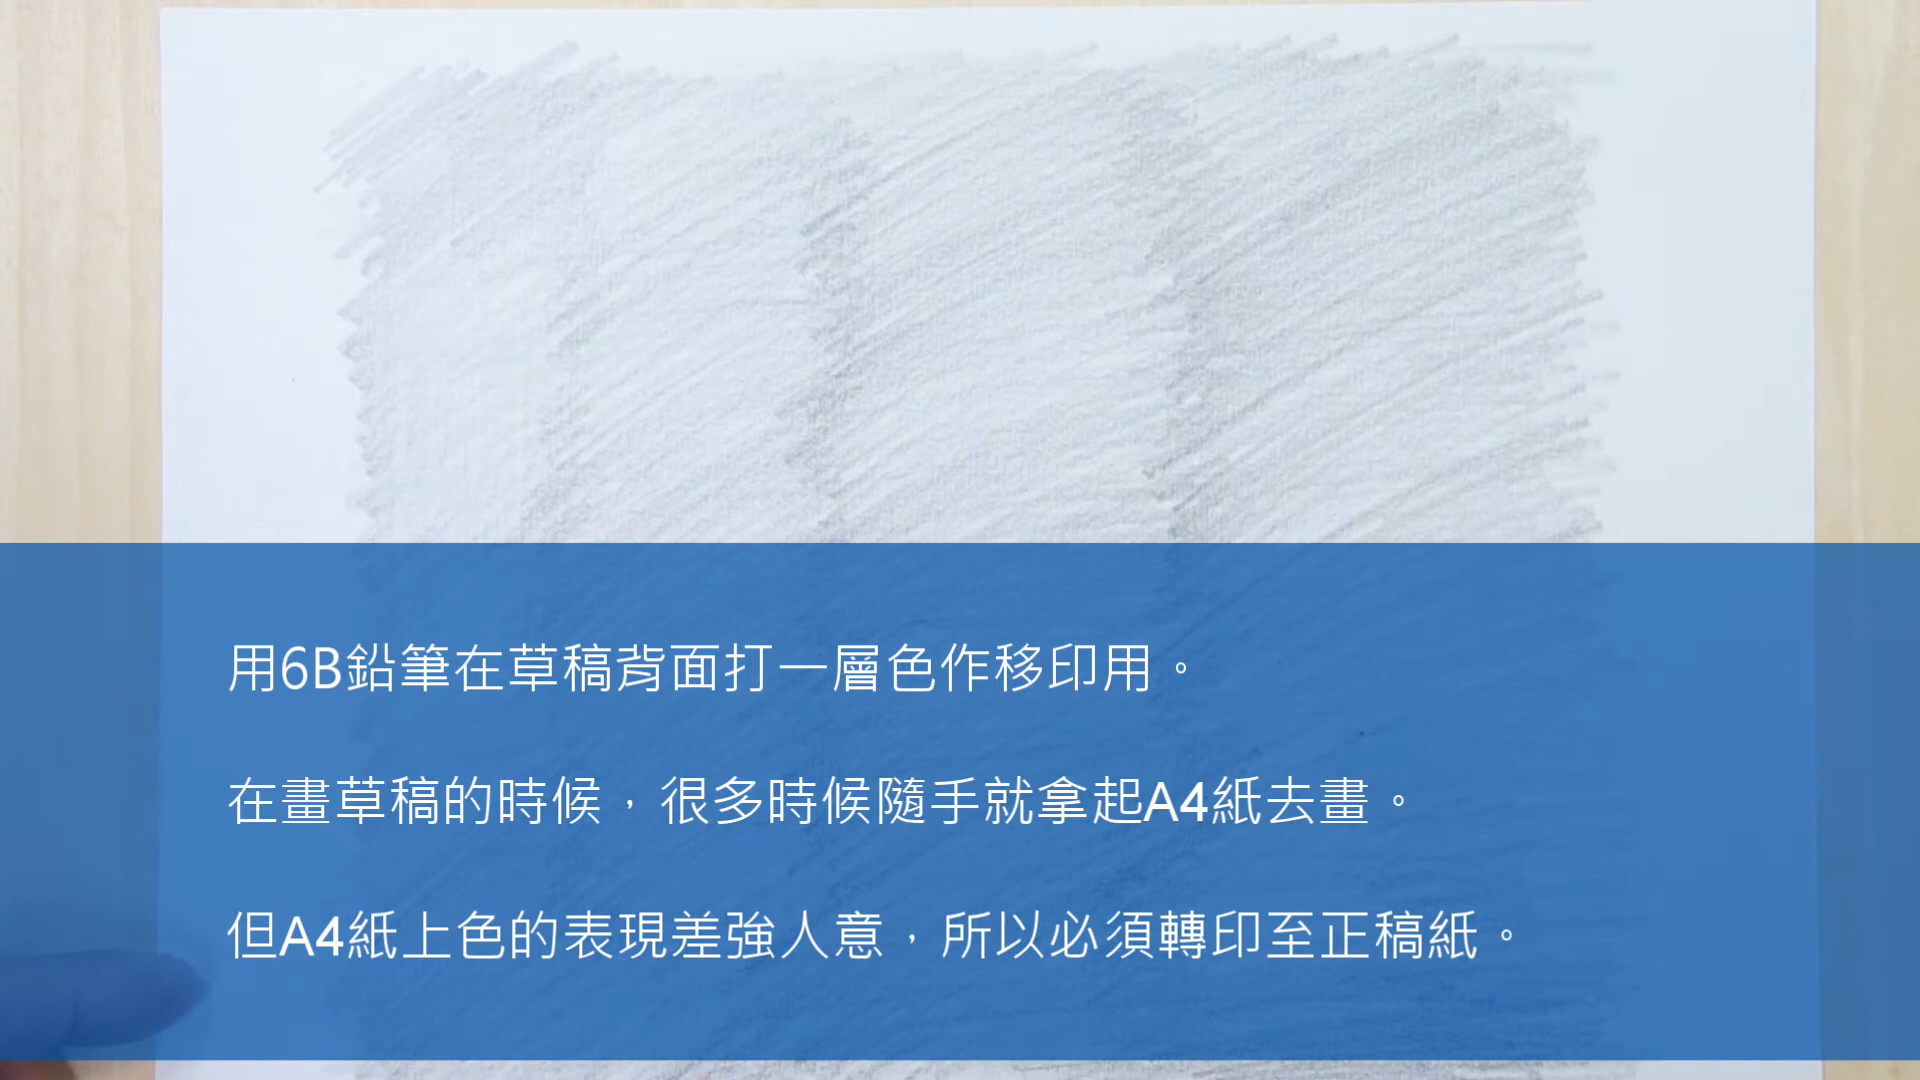 用6B鉛筆在草稿背面打一層色作移印用。
在畫草稿的時候，很多時候隨手就拿起A4紙去畫。
但A4紙上色的表現差強人意，所以必須轉印至正稿紙。